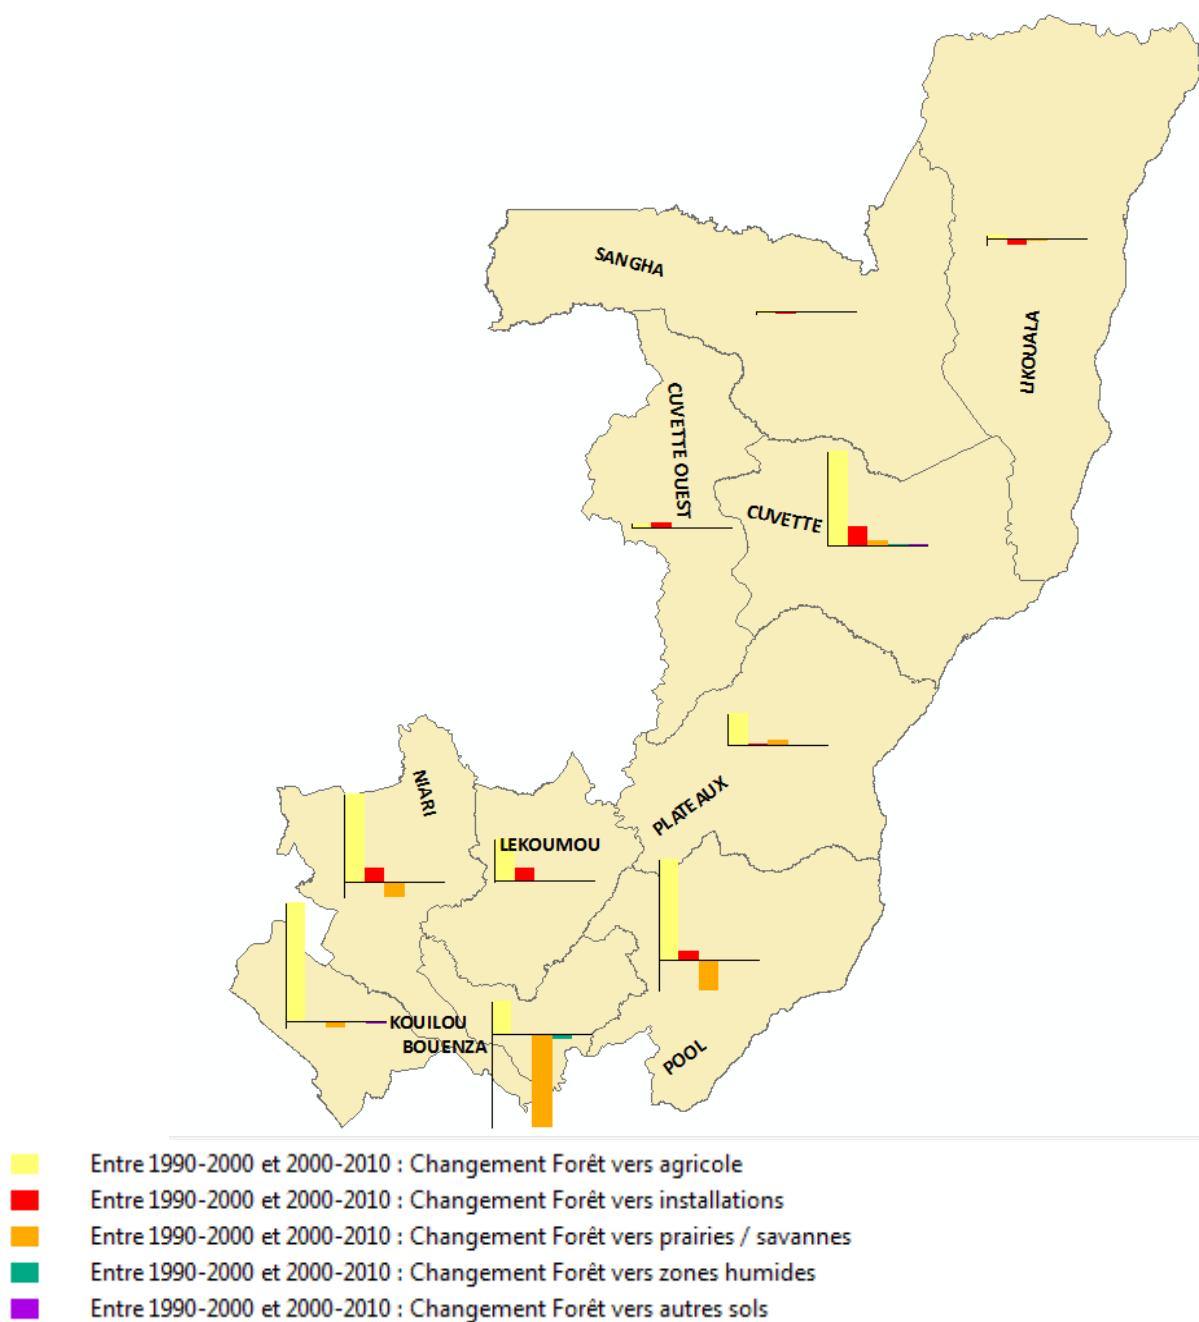 SANGHA
LIKOUALA
CUVETTE OUEST
CUVETTE
NIARI
PLATEAUX
LEKOUMOU
KOUILOU
BOUENZA
POOL
Entre 1990-2000 et 2000-2010 : Changement Forêt vers agricole
Entre 1990-2000 et 2000-2010 : Changement Forêt vers installations
Entre 1990-2000 et 2000-2010 : Changement Forêt vers prairies / savannes
Entre 1990-2000 et 2000-2010 : Changement Forêt vers zones humides
Entre 1990-2000 et 2000-2010 : Changement Forêt vers autres sols